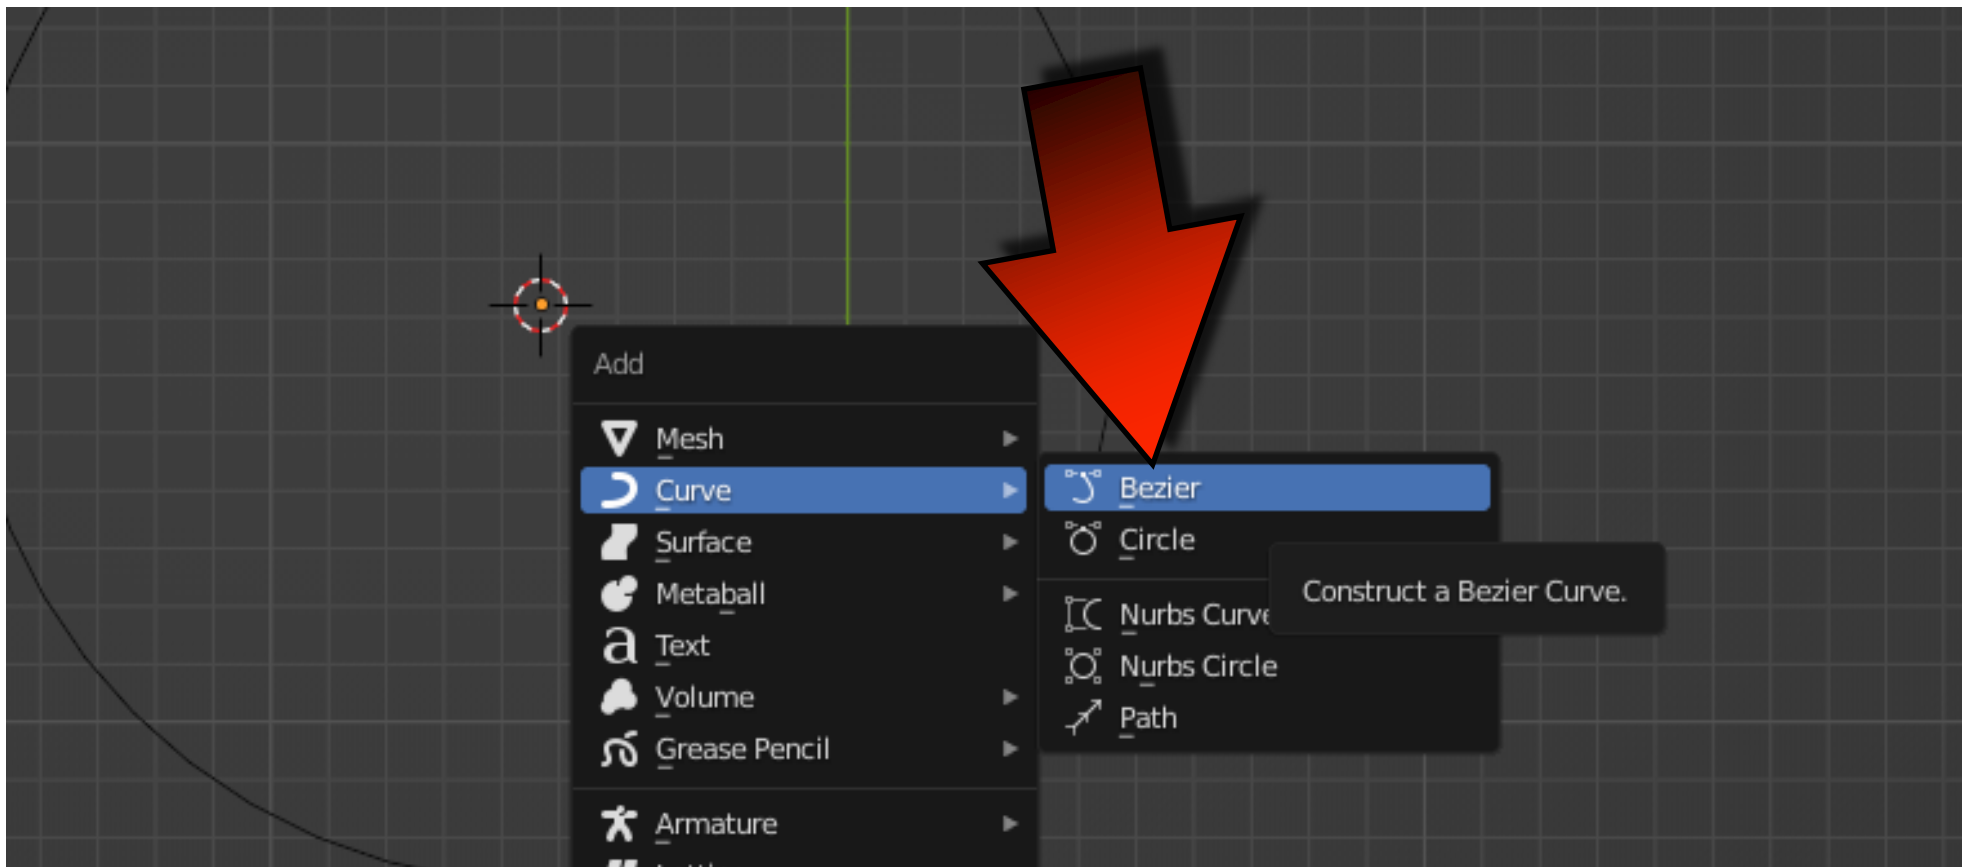 Add
Mesh
Curve
Surface
Metaball
Text
Volume
Grease Pencil
Armature
Bezier
Circle
Nurbs Curve
Nurbs Circle
Path
Construct a Bezier Curve.